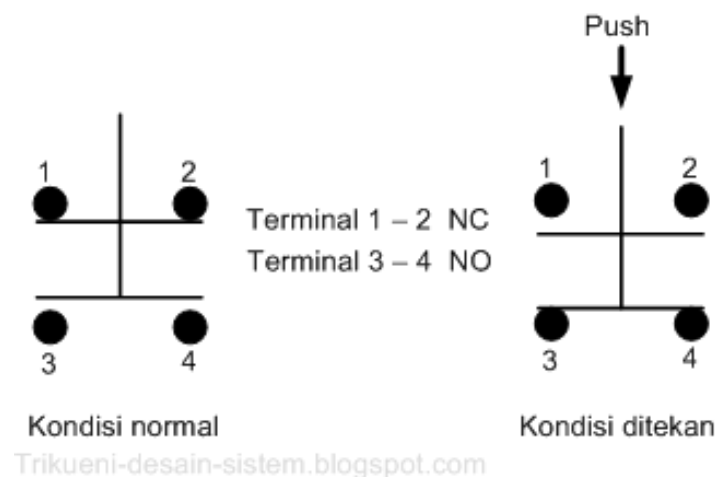 Push
1 2
1 2
Terminal 1 – 2 NC
Terminal 3 – 4 NO
3 4
3 4
Kondisi normal
Kondisi ditekan
Trikueni-desain-sistem.blogspot.com